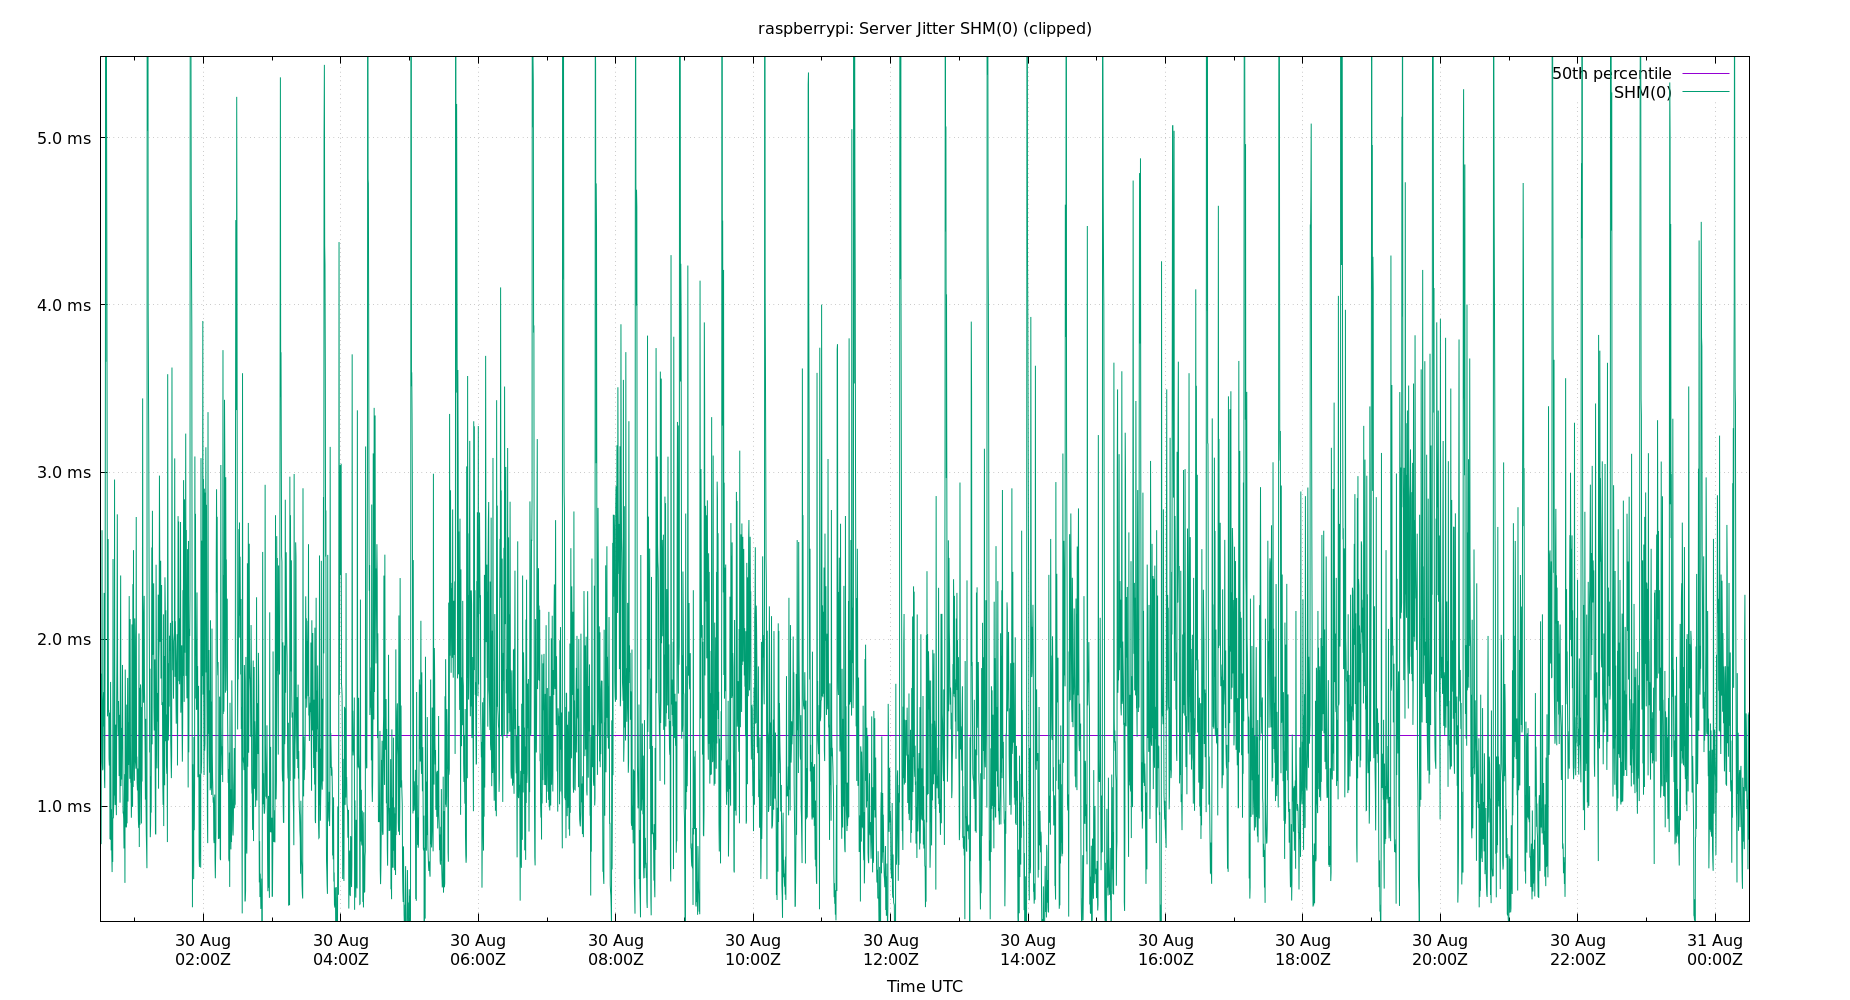 raspberrypi: Server Jitter SHM(0) (clipped)
50th percentile
SHM(0)
5.0 ms
4.0 ms
3.0 ms
2.0 ms
1.0 ms
30 Aug 30 Aug 30 Aug 30 Aug 30 Aug 30 Aug 30 Aug 30 Aug 30 Aug 30 Aug 30 Aug 31 Aug
02:00Z 04:00Z 06:00Z 08:00Z 10:00Z 12:00Z 14:00Z 16:00Z 18:00Z 20:00Z 22:00Z 00:00Z
Time UTC